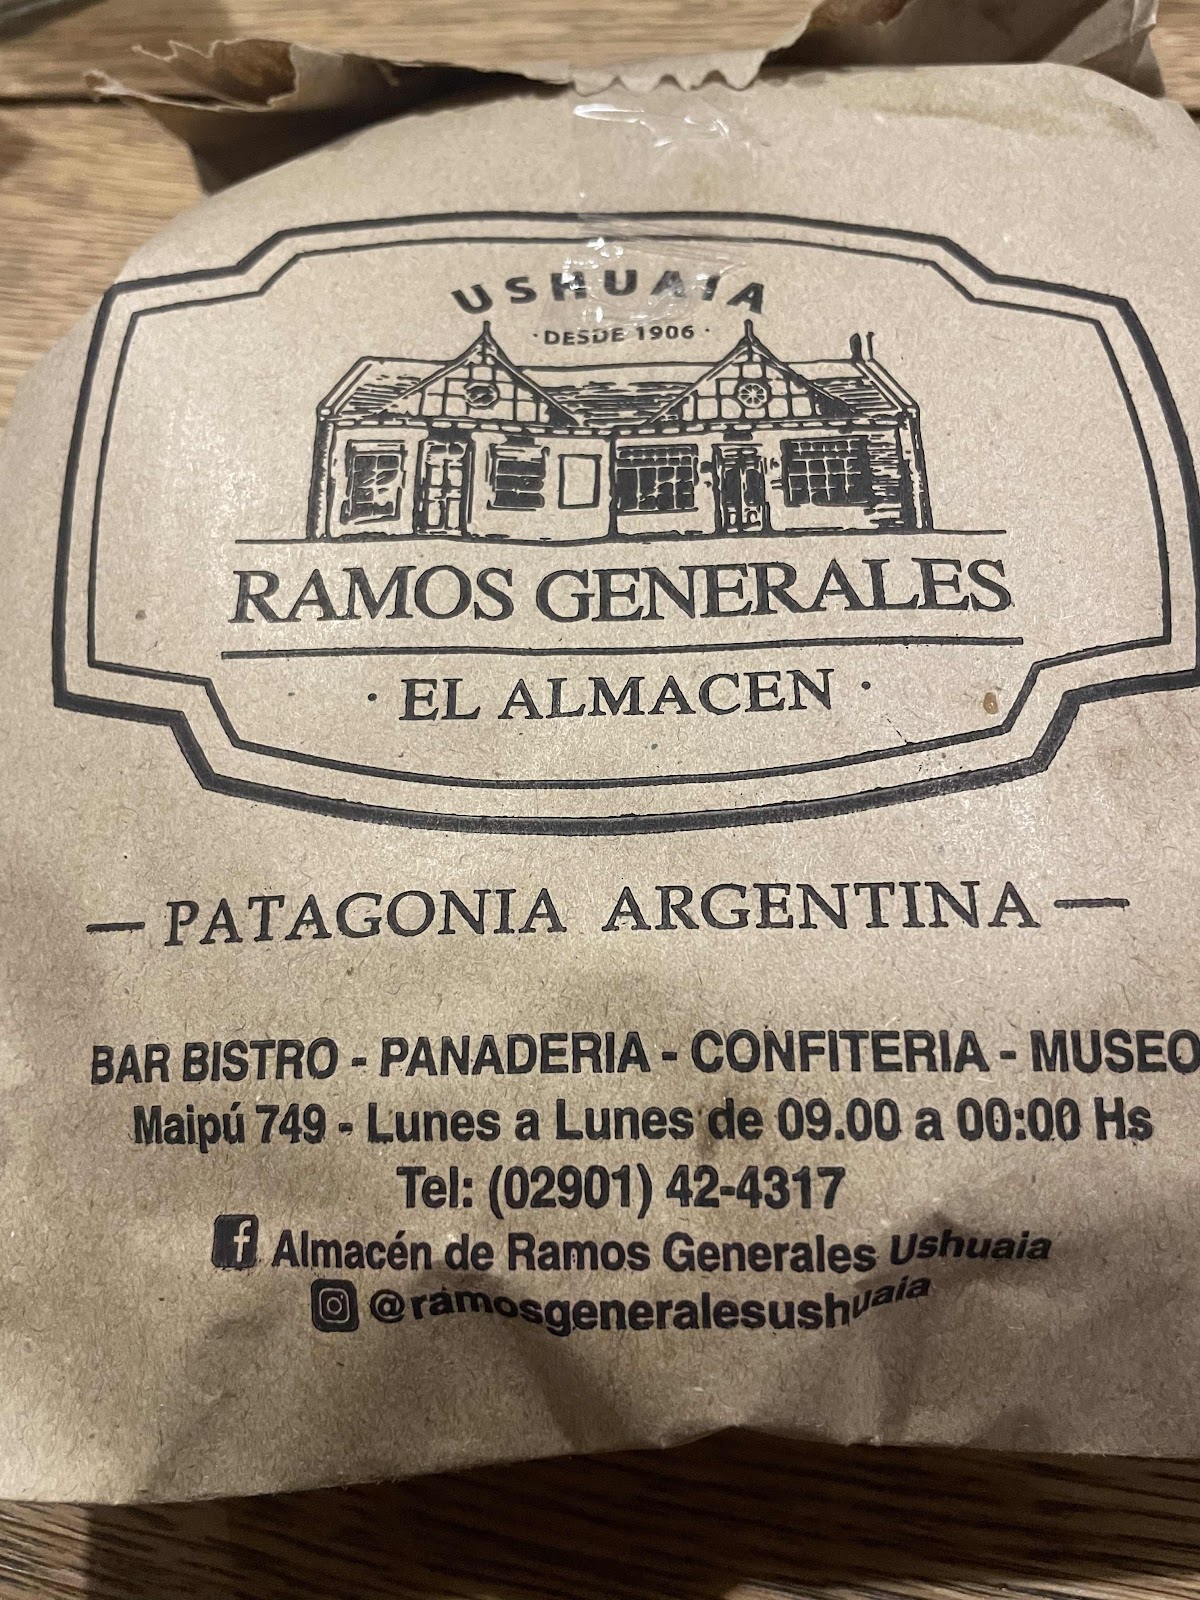 USHUAIA
· DESDE 1906 ·
RAMOS GENERALES
· EL ALMACEN ·
— PATAGONIA ARGENTINA —
BAR BISTRO - PANADERIA - CONFITERIA - MUSEO
Maipú 749 - Lunes a Lunes de 09.00 a 00:00 Hs
Tel: (02901) 42-4317
f Almacén de Ramos Generales Ushuaia
@ramosgeneralesushuaia